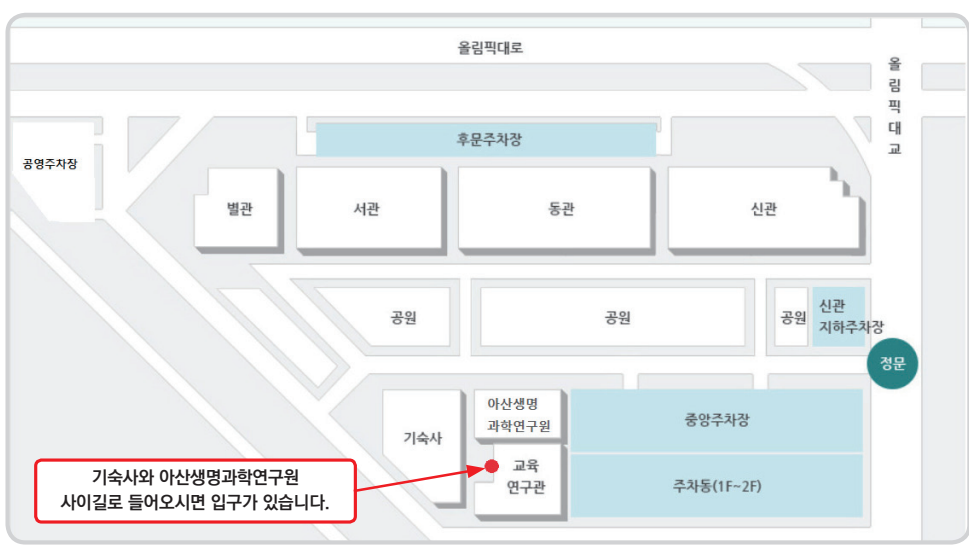 올림픽대로
올
림
픽
대
교
후문주차장
공영주차장
별관
서관
동관
신관
공원
공원
공원
신관
지하주차장
정문
아산생명
과학연구원
기숙사
중앙주차장
교육
연구관
주차동(1F~2F)
기숙사와 아산생명과학연구원
사이길로 들어오시면 입구가 있습니다.